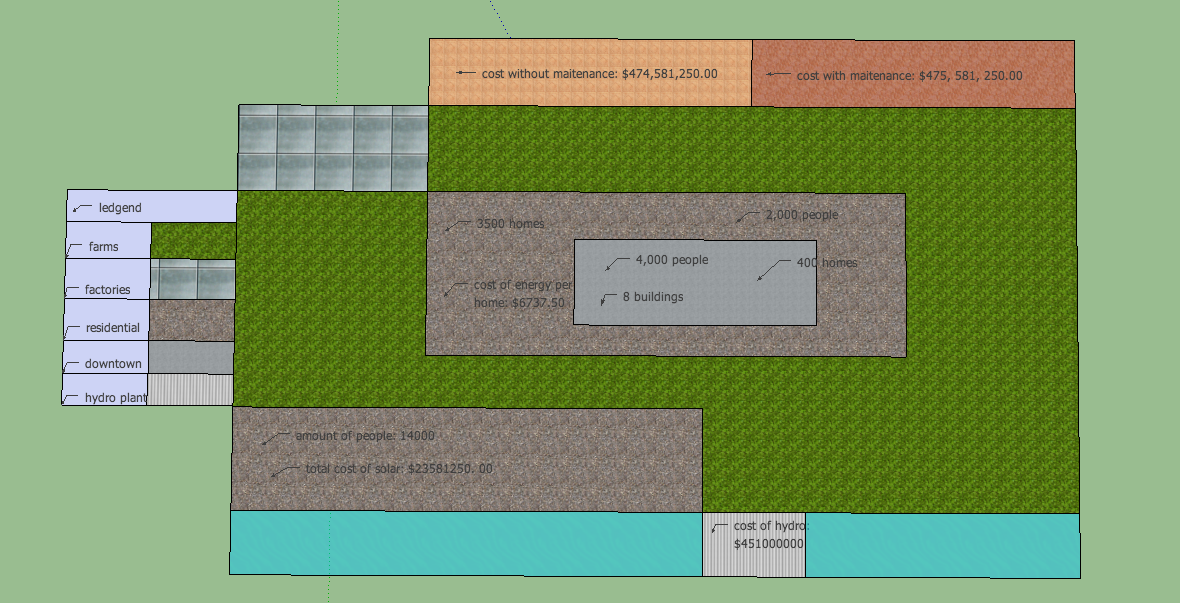 cost without maitenance: $474,581,250.00
cost with maitenance: $475, 581, 250.00
ledgend
farms
factories
residential
downtown
hydro plant
3500 homes
2,000 people
4,000 people
400 homes
cost of energy per
home: $6737.50
8 buildings
amount of people: 14000
total cost of solar: $23581250. 00
cost of hydro:
$451000000